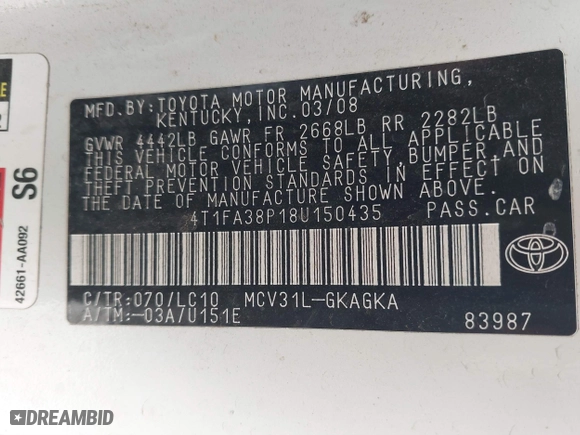 MFD. BY: TOYOTA MOTOR MANUFACTURING,
KENTUCKY, INC. 03/08
GVWR 4442LB GAWR FR 2668LB RR 2282LB
THIS VEHICLE CONFORMS TO ALL APPLICABLE
FEDERAL MOTOR VEHICLE SAFETY, BUMPER, AND
THEFT PREVENTION STANDARDS IN EFFECT ON
THE DATE OF MANUFACTURE SHOWN ABOVE.
4T1FA38P18U150435 PASS.CAR
C/TR:070/LC10 MCV31L-GKAGKA
A/TM:-03A/U151E
83987
TOYOTA
S6
42661-AA092
DREAMBID